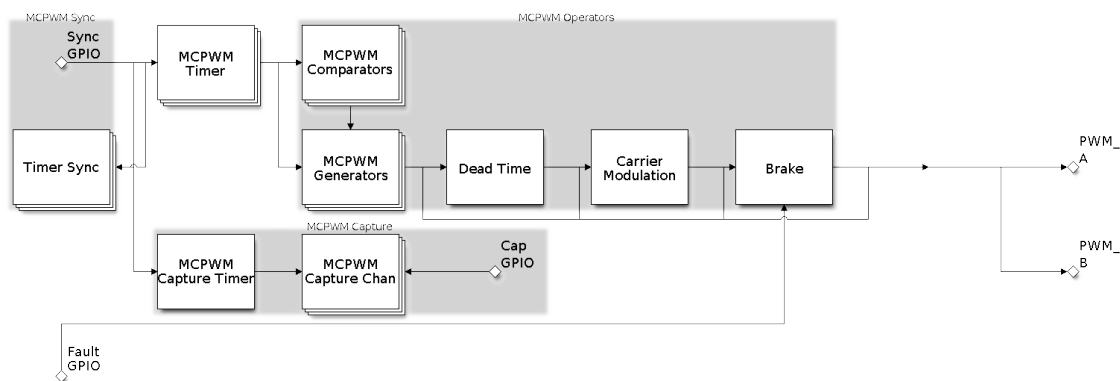 MCPWM Sync
MCPWM Operators
Sync
GPIO
MCPWM
Timer
MCPWM
Comparators
Timer Sync
MCPWM
Generators
Dead Time
Carrier
Modulation
Brake
PWM_
A
MCPWM Capture
MCPWM
Capture Timer
MCPWM
Capture Chan
Cap
GPIO
PWM_
B
Fault
GPIO